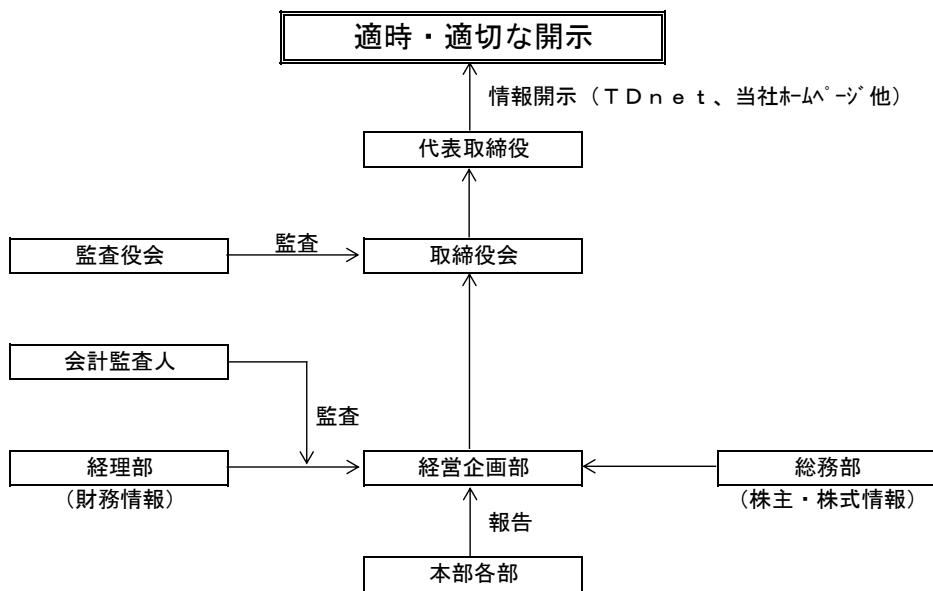 適時・適切な開示
情報開示（ＴＤｎｅｔ、当社ﾎｰﾑﾍﾟｰｼﾞ他）
代表取締役
監査役会
監査
取締役会
会計監査人
監査
経理部
経営企画部
総務部
（財務情報）
（株主・株式情報）
報告
本部各部